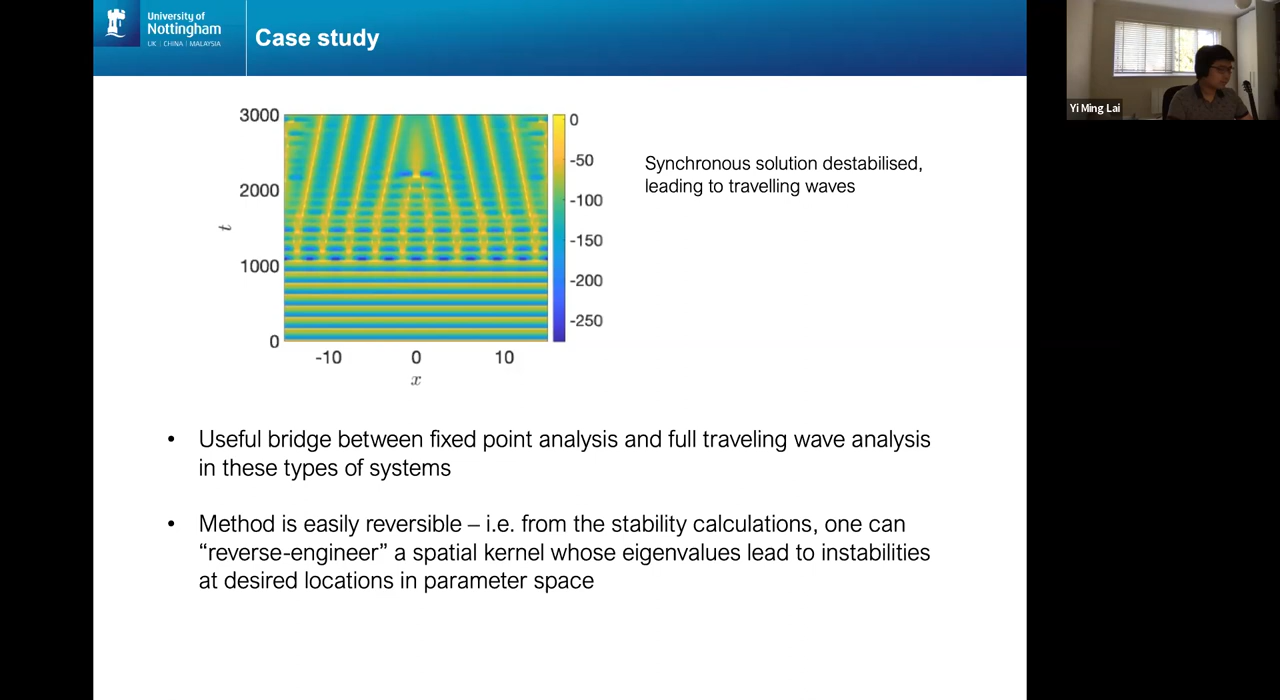 University of
Nottingham
UK | CHINA | MALAYSIA
Case study
Yi Ming Lai
3000
2000
1000
0
t
-10
0
10
x
0
-50
-100
-150
-200
-250
Synchronous solution destabilised,
leading to travelling waves
• Useful bridge between fixed point analysis and full traveling wave analysis
in these types of systems
• Method is easily reversible – i.e. from the stability calculations, one can
“reverse-engineer” a spatial kernel whose eigenvalues lead to instabilities
at desired locations in parameter space